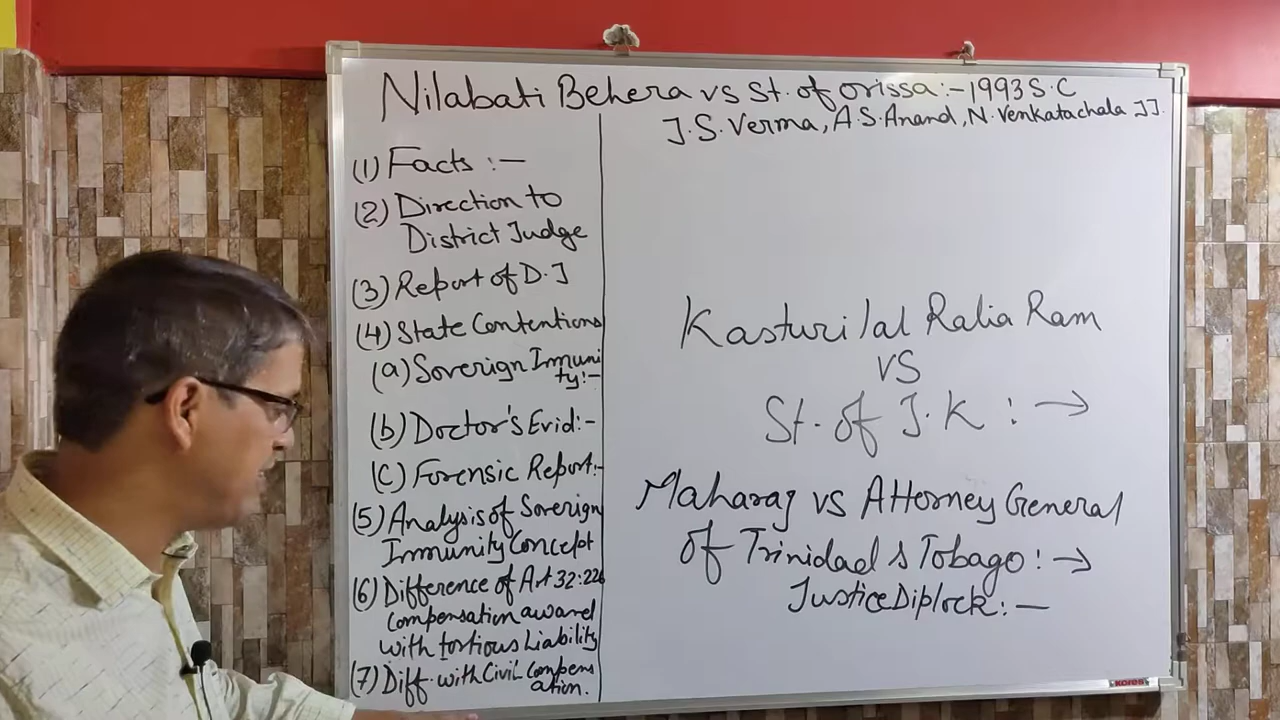 Nilabati Behera vs St. of orissa:-1993 S.C
J.S.Verma, A.S.Anand, N.Venkatachala JJ.
(1) Facts :-
(2) Direction to
District Judge
(3) Report of D.J
(4) State Contentions
(a) Soverign Immuni
ty:-
(b) Doctor's Evid:-
(c) Forensic Report:-
(5) Analysis of Soverign
Immunity Concept
(6) Difference of Art 32:226
compensation award
with tortious Liability
(7) Diff. with Civil Compens
ation.
Kasturilal Ralia Ram
VS
St. of J.K : →
Maharaj vs Attorney General
of Trinidad & Tobago: →
Justice Diplock: —
kores